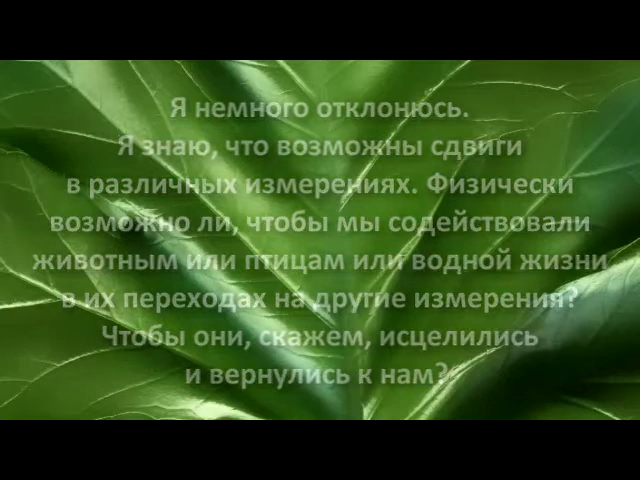 Я немного отклонюсь.
Я знаю, что возможны сдвиги
в различных измерениях. Физически
возможно ли, чтобы мы содействовали
животным или птицам или водной жизни
в их переходах на другие измерения?
Чтобы они, скажем, исцелились
и вернулись к нам?